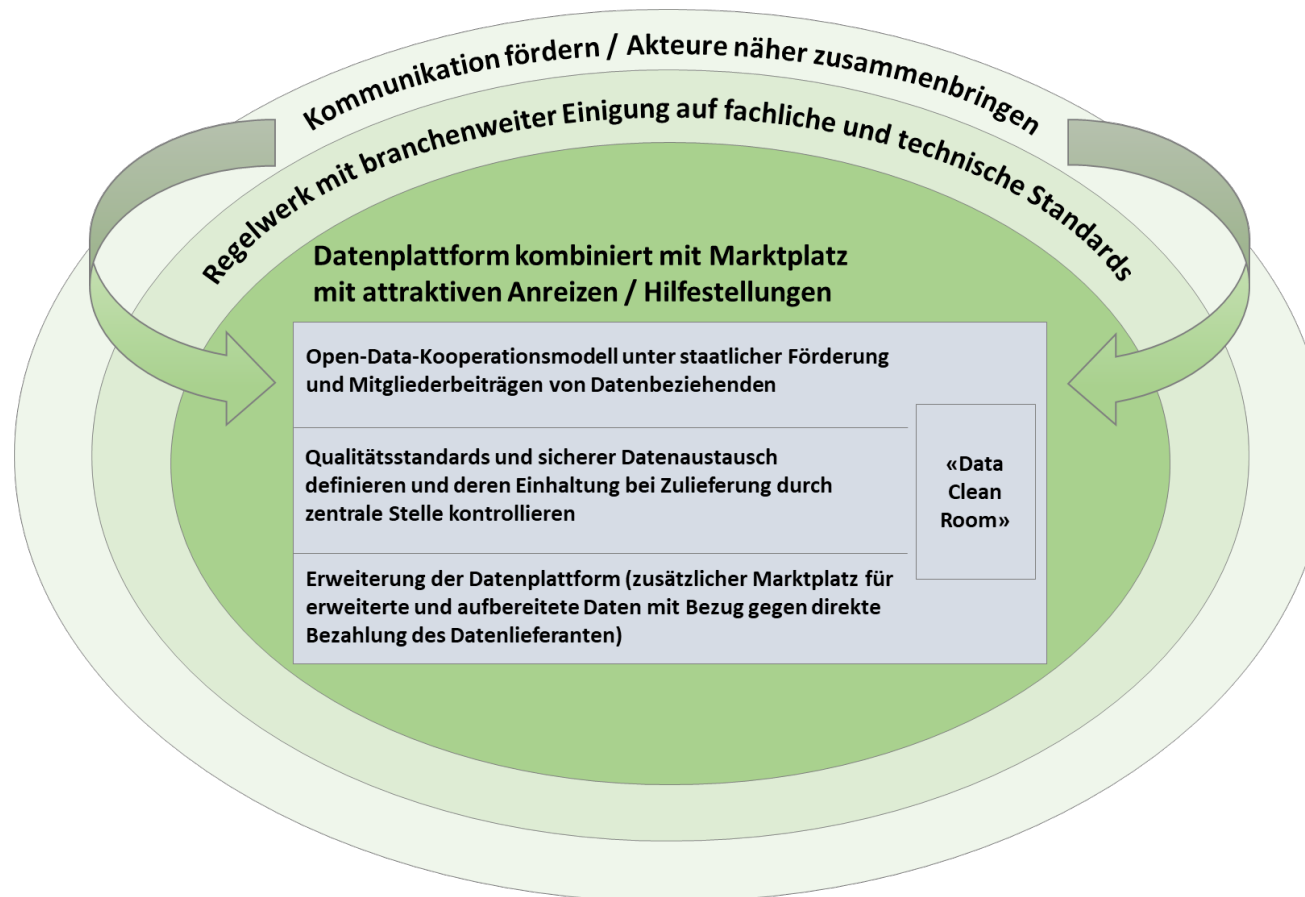 Kommunikation fördern / Akteure näher zusammenbringen
Regelwerk mit branchenweiter Einigung auf fachliche und technische Standards
Datenplattform kombiniert mit Marktplatz
mit attraktiven Anreizen / Hilfestellungen
Open-Data-Kooperationsmodell unter staatlicher Förderung
und Mitgliederbeiträgen von Datenbeziehenden
Qualitätsstandards und sicherer Datenaustausch
definieren und deren Einhaltung bei Zulieferung durch
zentrale Stelle kontrollieren
Erweiterung der Datenplattform (zusätzlicher Marktplatz für
erweiterte und aufbereitete Daten mit Bezug gegen direkte
Bezahlung des Datenlieferanten)
«Data
Clean
Room»